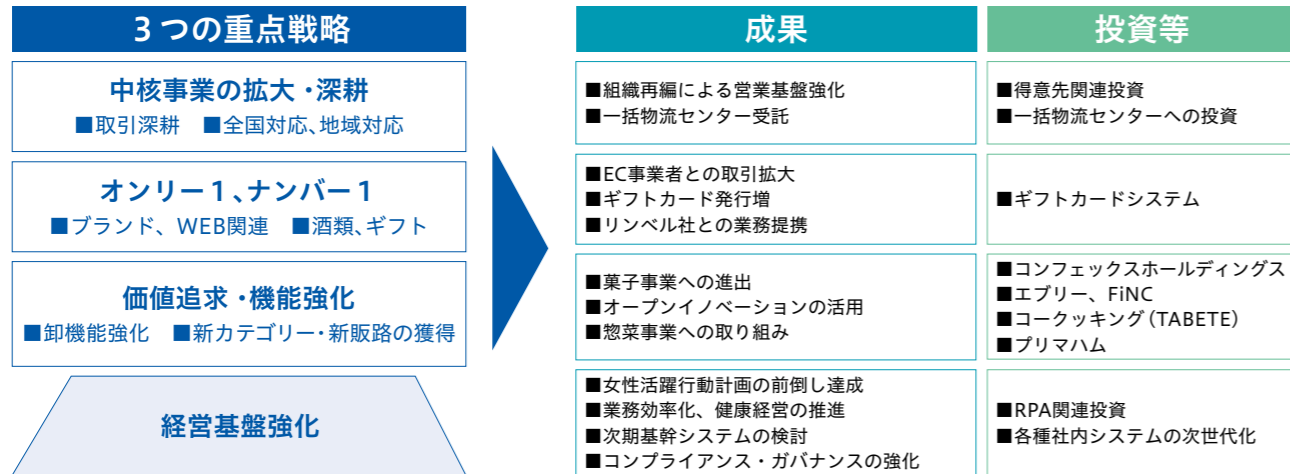 3つの重点戦略
中核事業の拡大・深耕
■取引深耕　■全国対応、地域対応
オンリー1、ナンバー1
■ブランド、WEB関連　■酒類、ギフト
価値追求・機能強化
■卸機能強化　■新カテゴリー・新販路の獲得
経営基盤強化
成果
■組織再編による営業基盤強化
■一括物流センター受託
■EC事業者との取引拡大
■ギフトカード発行増
■リンベル社との業務提携
■菓子事業への進出
■オープンイノベーションの活用
■惣菜事業への取り組み
■女性活躍行動計画の前倒し達成
■業務効率化、健康経営の推進
■次期基幹システムの検討
■コンプライアンス・ガバナンスの強化
投資等
■得意先関連投資
■一括物流センターへの投資
■ギフトカードシステム
■コンフェックスホールディングス
■エブリー、FiNC
■コークッキング（TABETE）
■プリマハム
■RPA関連投資
■各種社内システムの次世代化